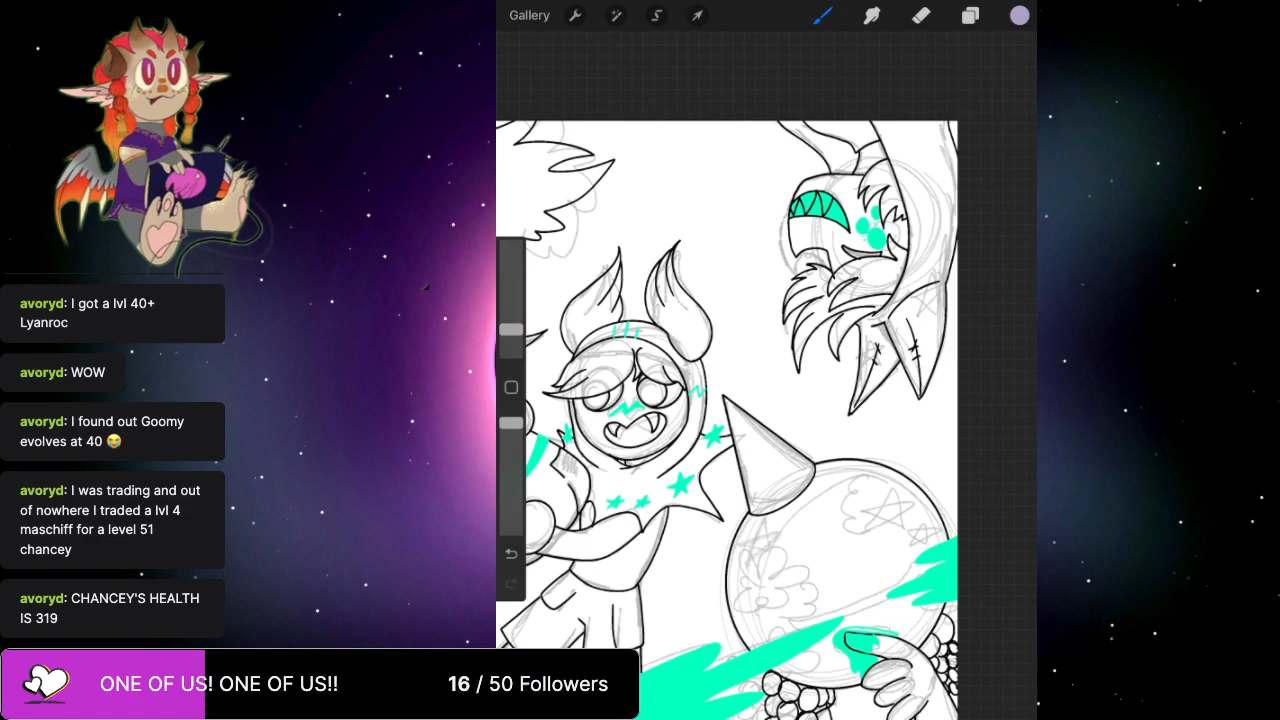 Gallery
avoryd: I got a lvl 40+
Lyanroc
avoryd: WOW
avoryd: I found out Goomy
evolves at 40 😭
avoryd: I was trading and out
of nowhere I traded a lvl 4
maschiff for a level 51
chancey
avoryd: CHANCEY'S HEALTH
IS 319
ONE OF US! ONE OF US!!
16 / 50 Followers